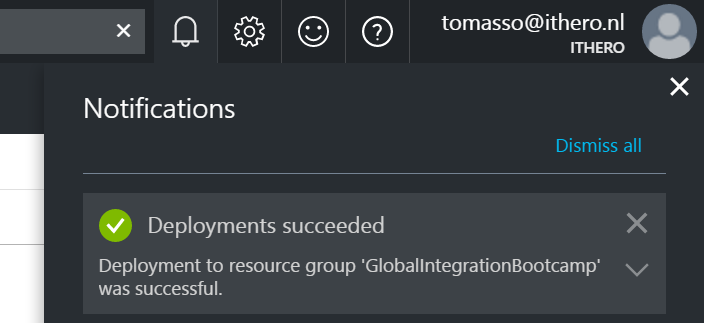 tomasso@ithero.nl
ITHERO
Notifications
Dismiss all
Deployments succeeded
Deployment to resource group 'GlobalIntegrationBootcamp'
was successful.